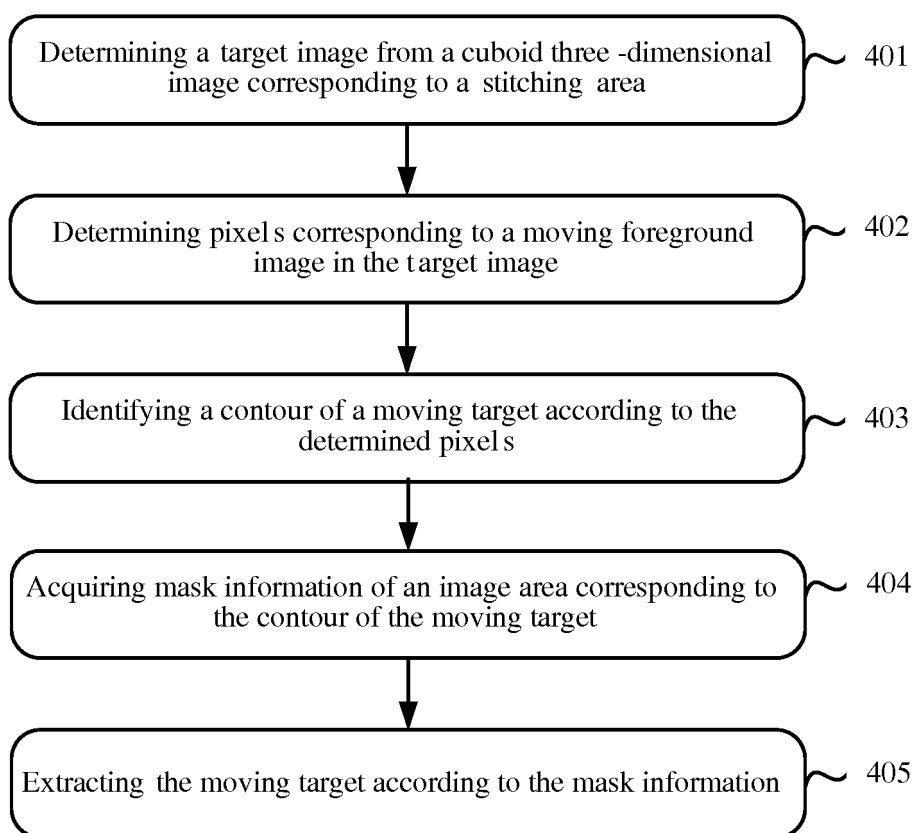 Determining a target image from a cuboid three -dimensional
image corresponding to a stitching area
401
Determining pixels corresponding to a moving foreground
image in the target image
402
Identifying a contour of a moving target according to the
determined pixels
403
Acquiring mask information of an image area corresponding to
the contour of the moving target
404
Extracting the moving target according to the mask information
405